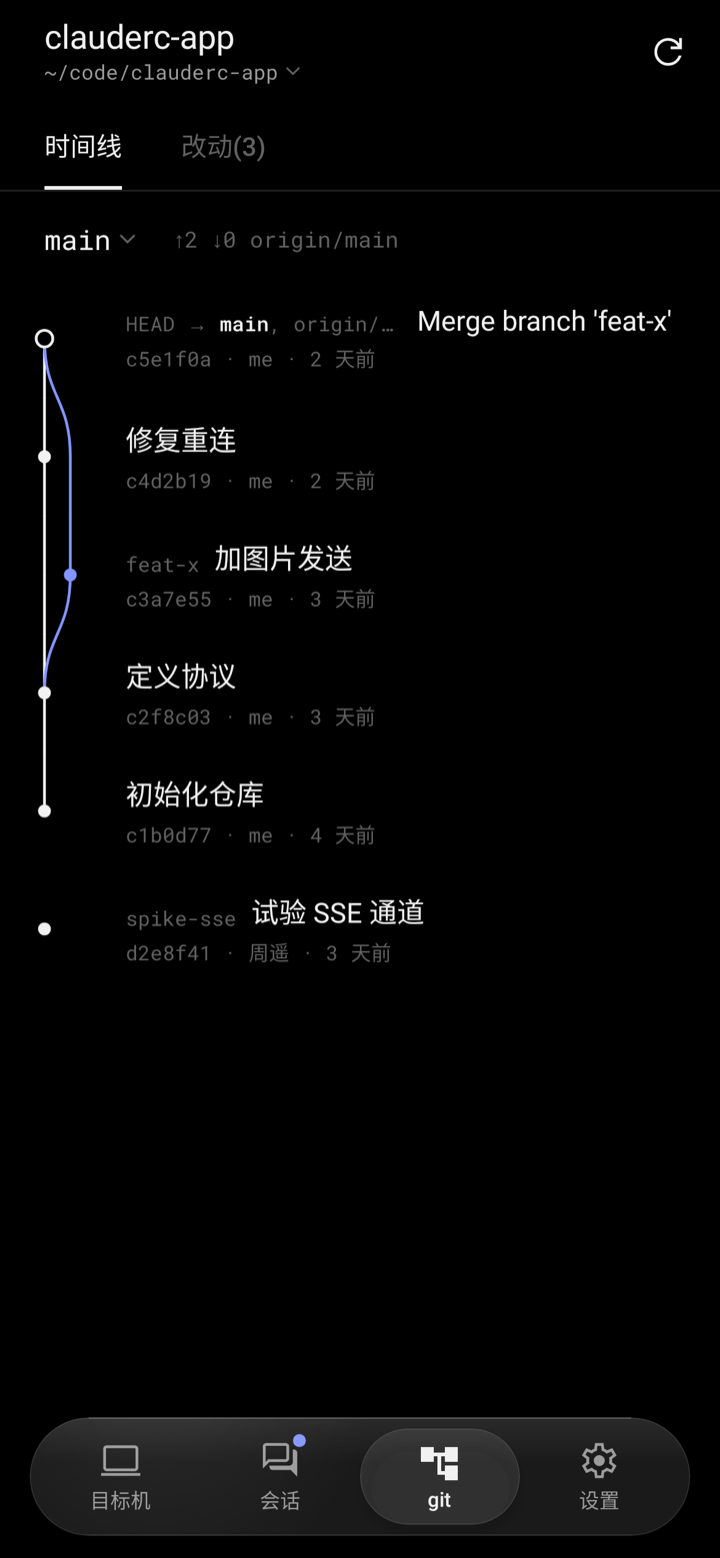 clauderc-app
~/code/clauderc-app
时间线 改动(3)
main ↑2 ↓0 origin/main
HEAD → main, origin/… Merge branch 'feat-x'
c5e1f0a · me · 2 天前
修复重连
c4d2b19 · me · 2 天前
feat-x 加图片发送
c3a7e55 · me · 3 天前
定义协议
c2f8c03 · me · 3 天前
初始化仓库
c1b0d77 · me · 4 天前
spike-sse 试验 SSE 通道
d2e8f41 · 周遥 · 3 天前
目标机 会话 git 设置